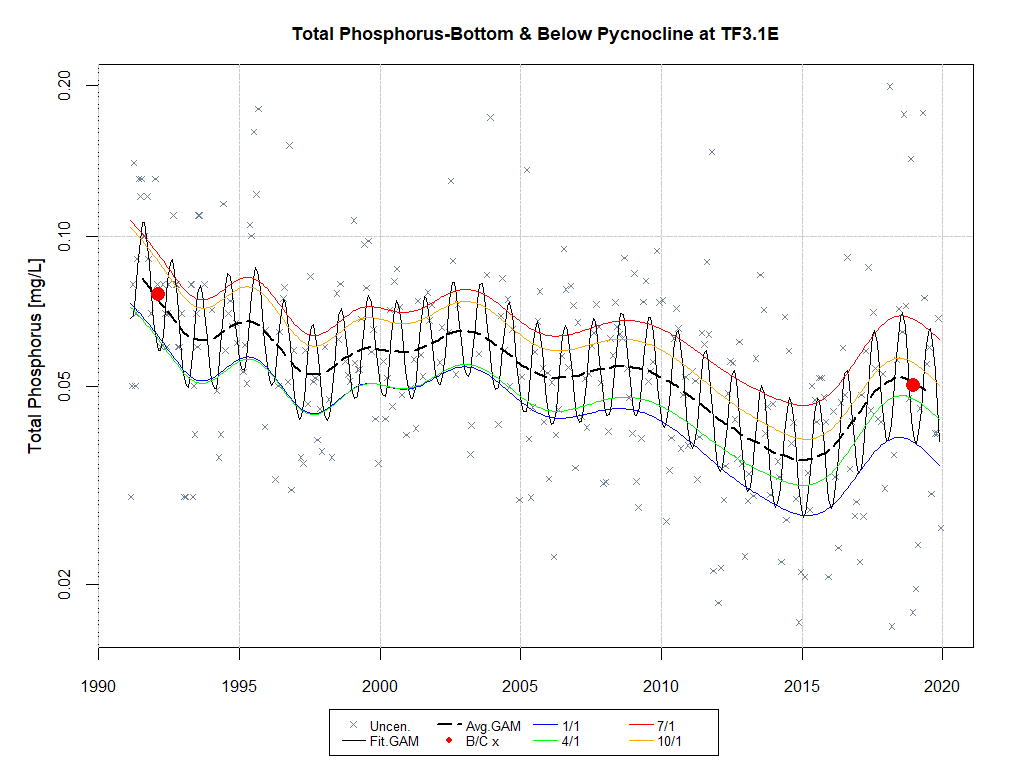 Total Phosphorus-Bottom & Below Pycnocline at TF3.1E
Total Phosphorus [mg/L]
0.20
0.10
0.05
0.02
1990 1995 2000 2005 2010 2015 2020
Uncen. Avg.GAM 1/1 7/1
Fit.GAM B/C x 4/1 10/1